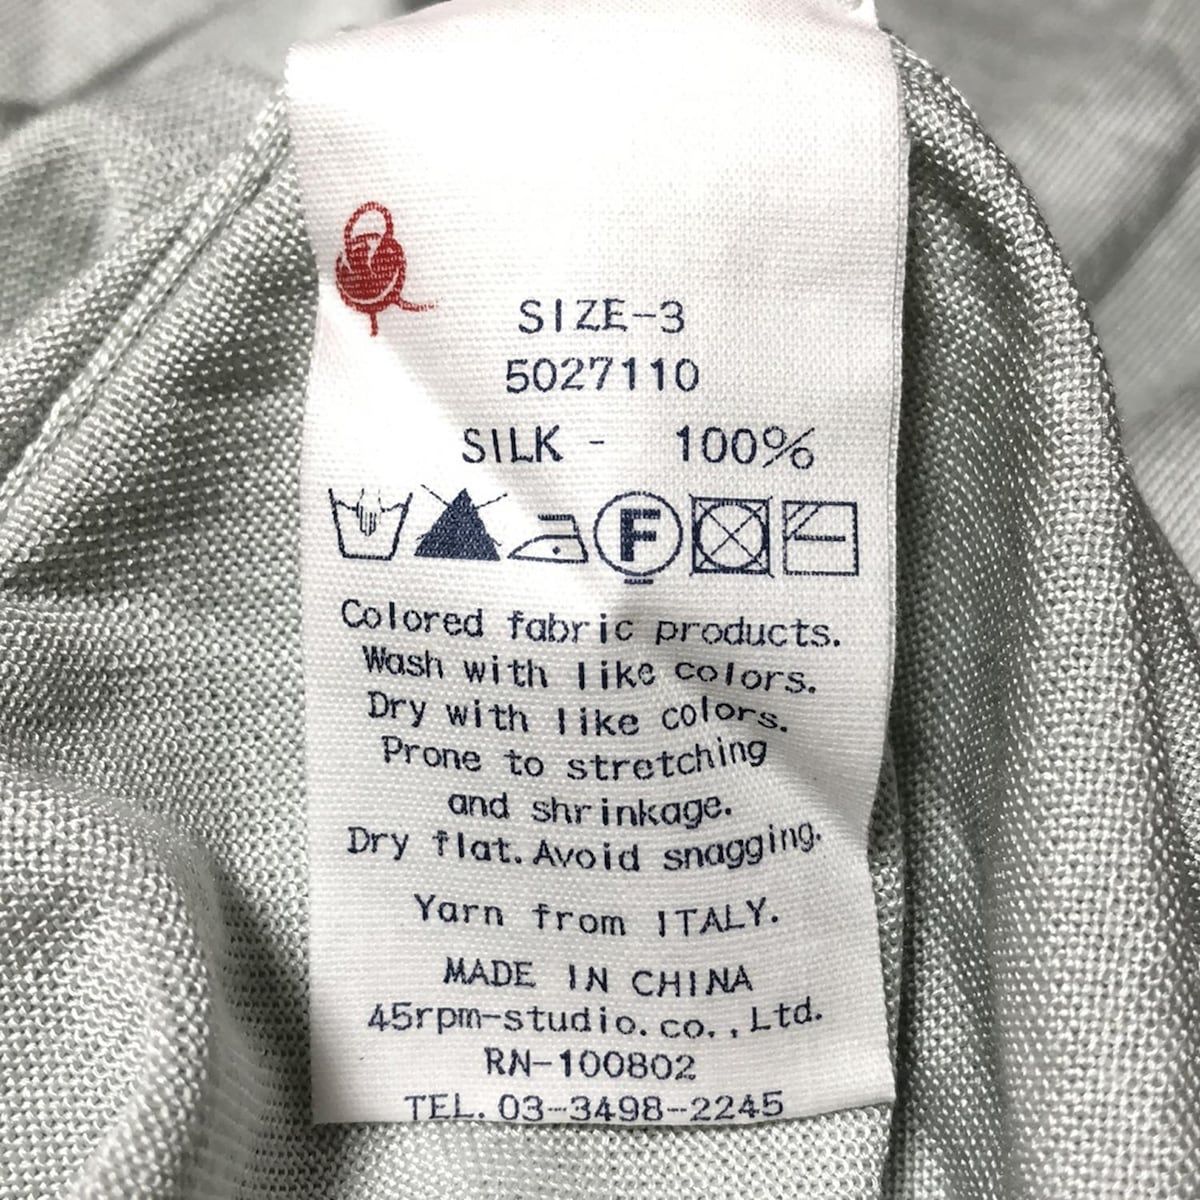 SIZE-3
5027110
SILK - 100%
F
Colored fabric products.
Wash with like colors.
Dry with like colors.
Prone to stretching
and shrinkage.
Dry flat. Avoid snagging.
Yarn from ITALY.
MADE IN CHINA
45rpm-studio.co.,Ltd.
RN-100802
TEL. 03-3498-2245